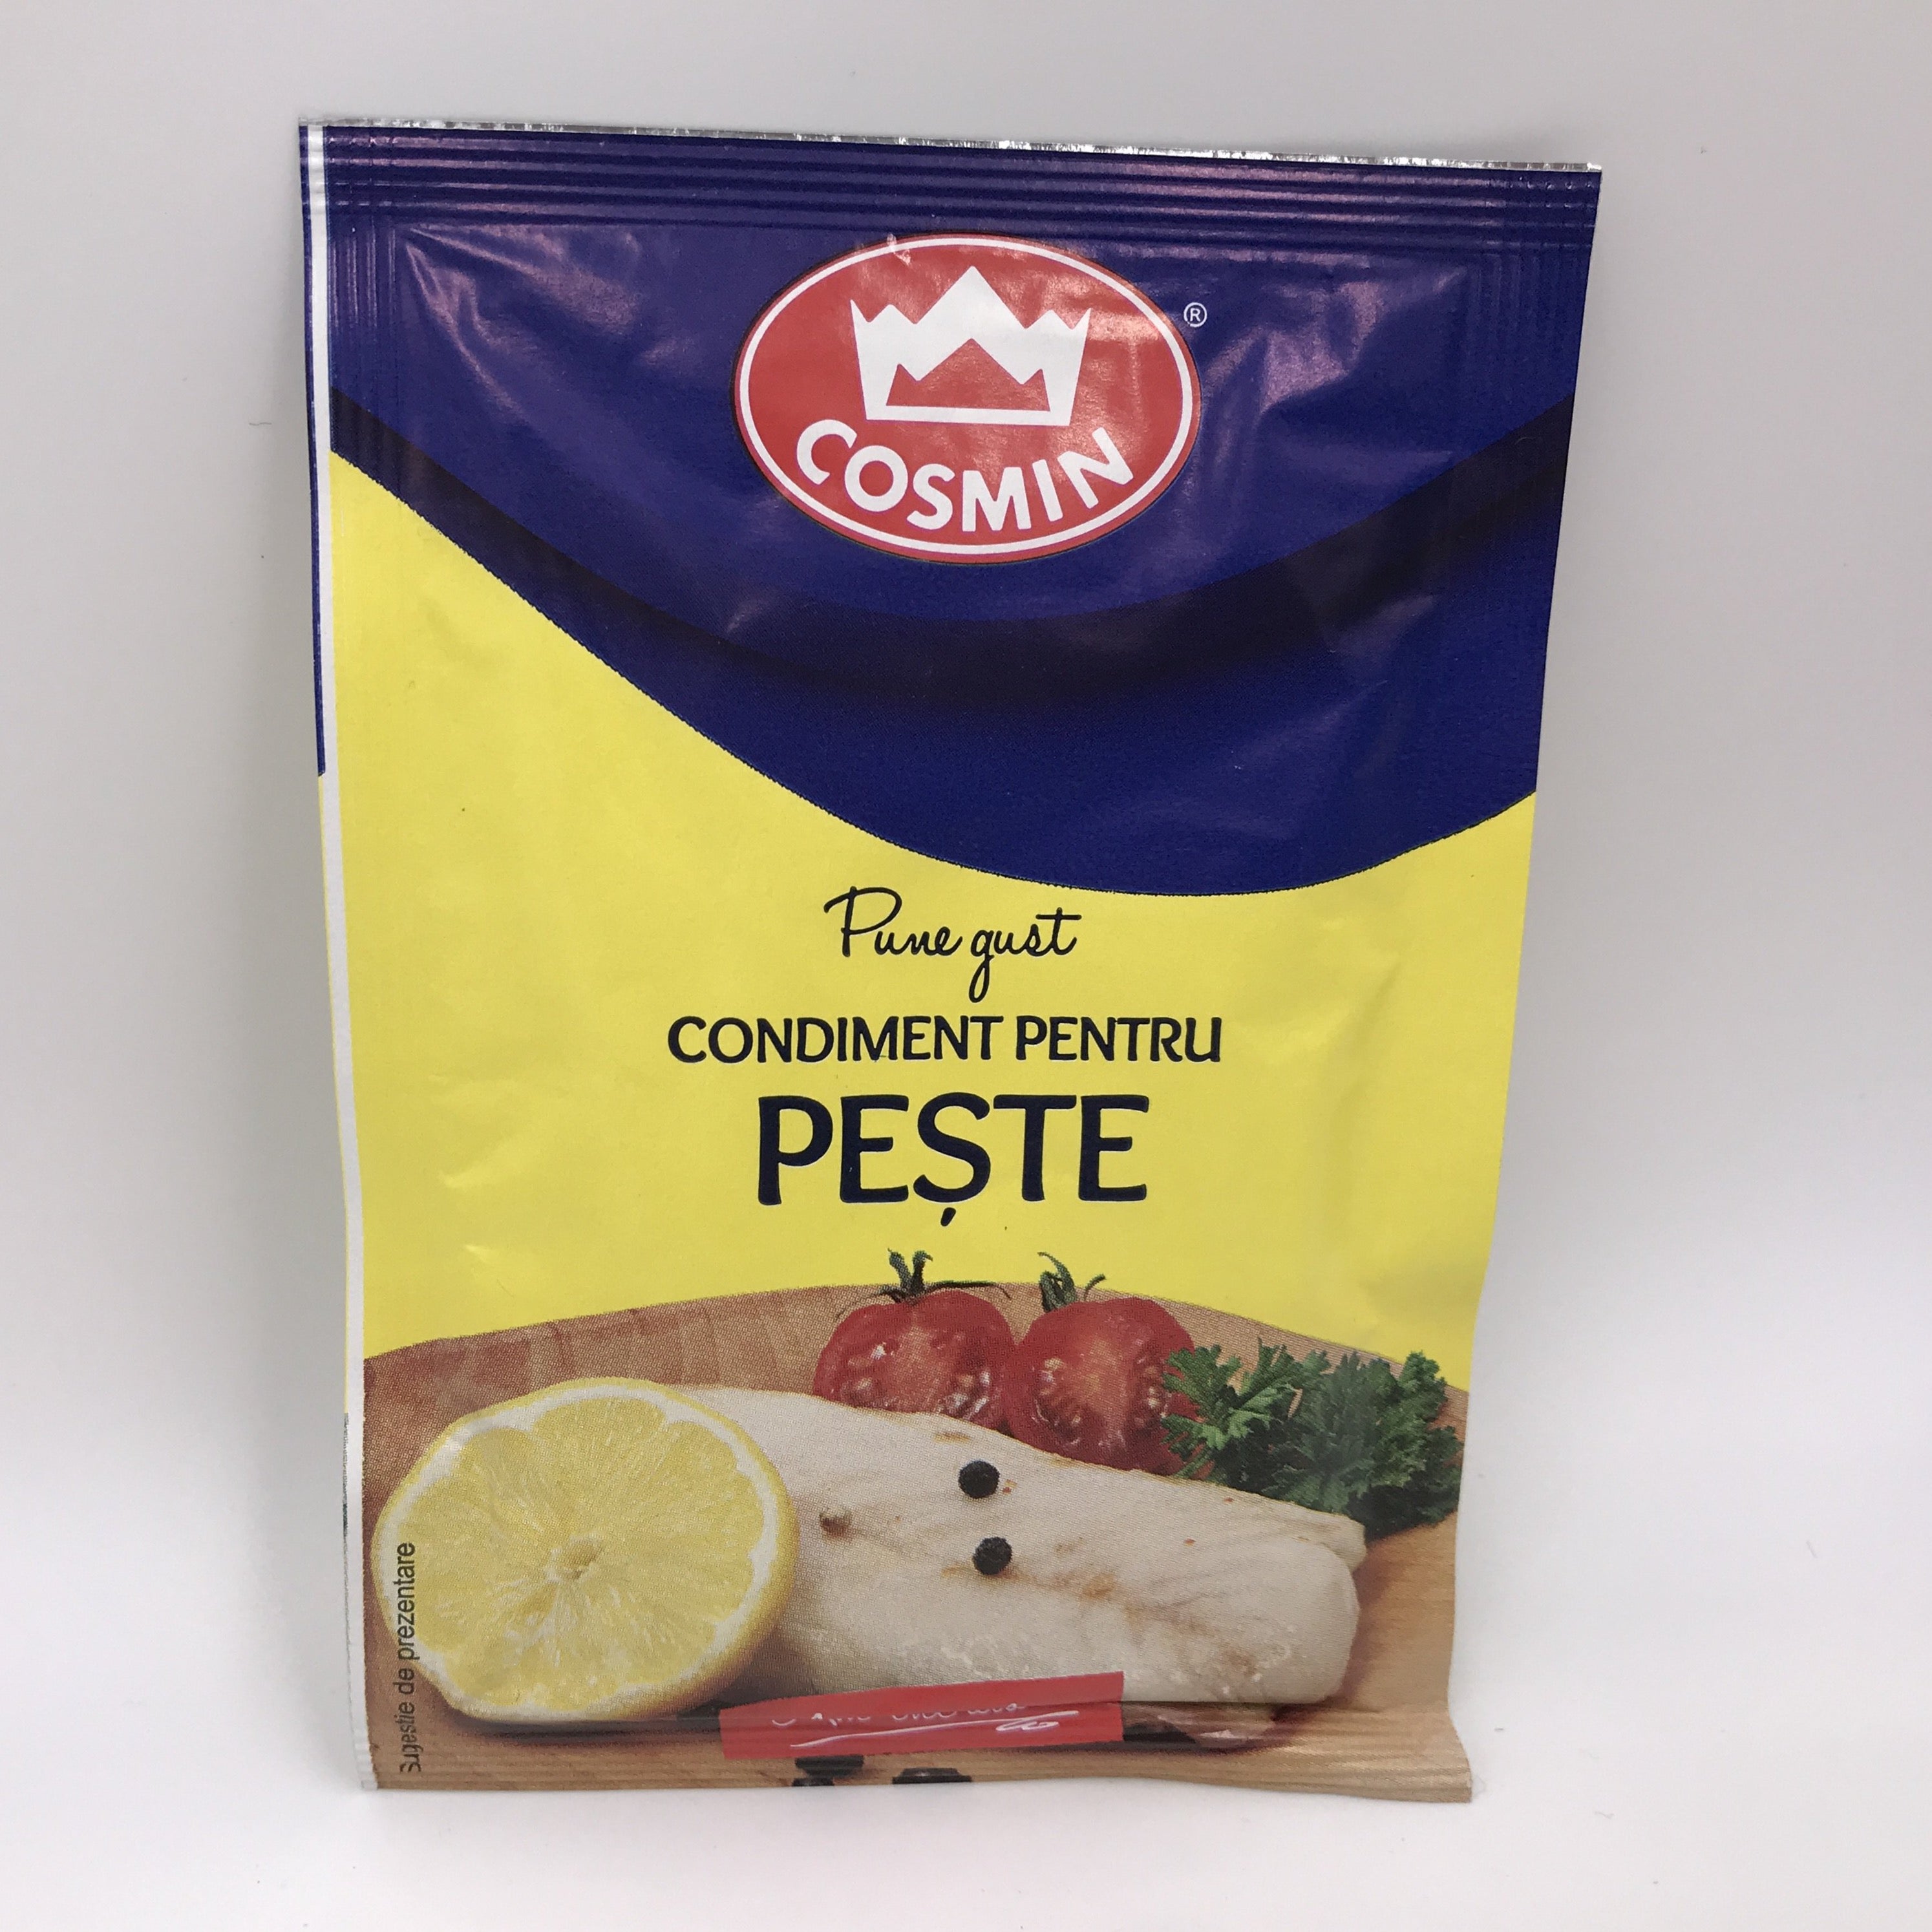 COSMIN
®
Pune gust
CONDIMENT PENTRU
PEȘTE
Sugestie de prezentare